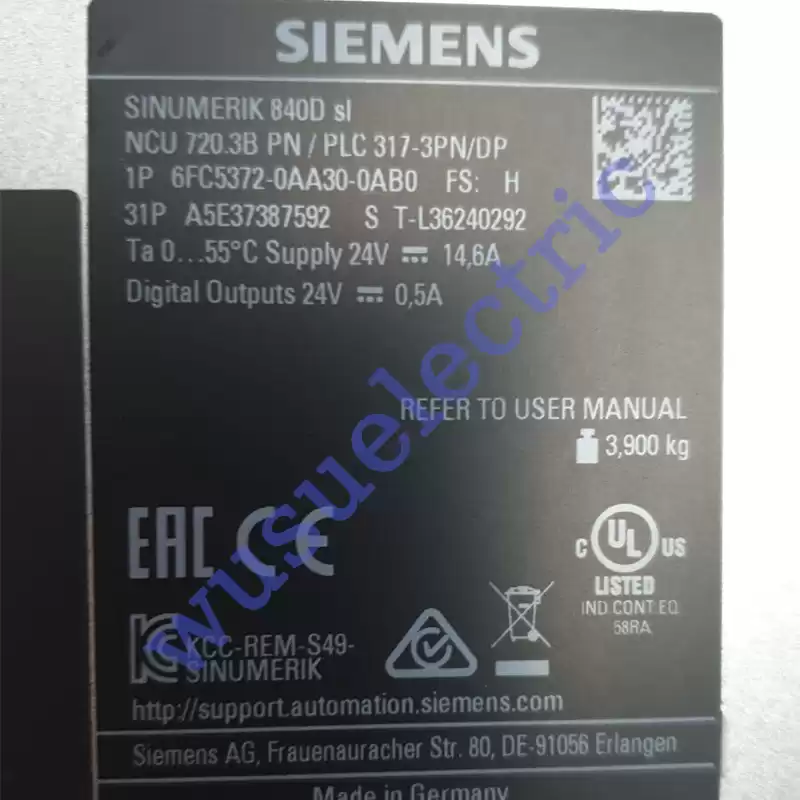 SIEMENS
SINUMERIK 840D sl
NCU 720.3B PN / PLC 317-3PN/DP
1P 6FC5372-0AA30-0AB0 FS: H
31P A5E37387592 S T-L36240292
Ta 0...55°C Supply 24V ⎓ 14,6A
Digital Outputs 24V ⎓ 0,5A
REFER TO USER MANUAL
3,900 kg
EAC CE
C UL US
LISTED
IND.CONT.EQ.
58RA
KC KCC-REM-S49-
SINUMERIK
http://support.automation.siemens.com
Siemens AG, Frauenauracher Str. 80, DE-91056 Erlangen
Made in Germany
wusuelectric